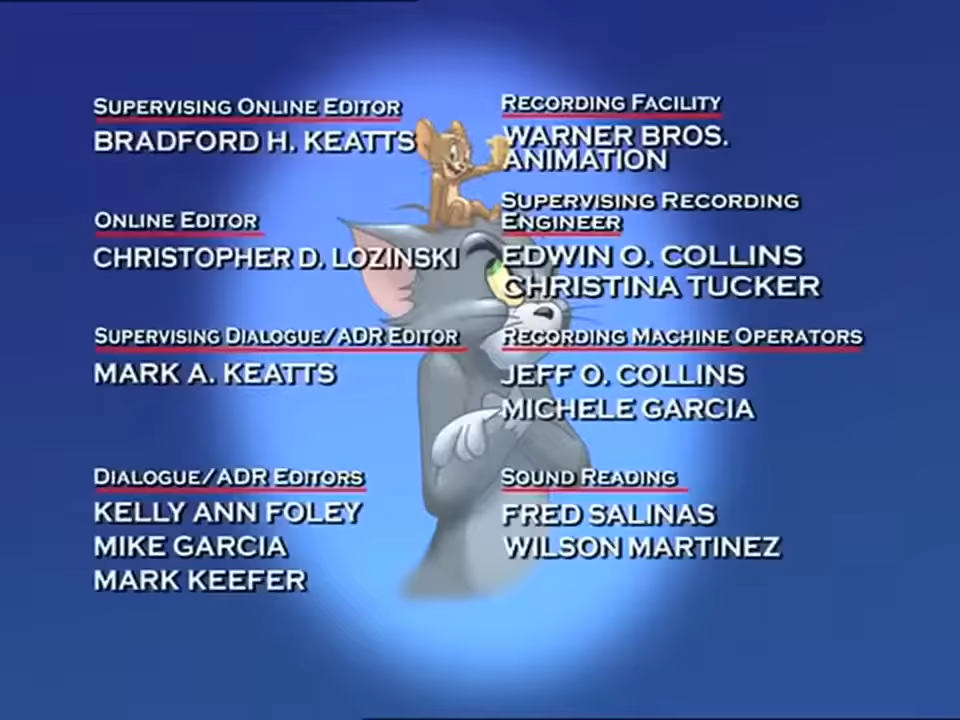 SUPERVISING ONLINE EDITOR
BRADFORD H. KEATTS
ONLINE EDITOR
CHRISTOPHER D. LOZINSKI
SUPERVISING DIALOGUE/ADR EDITOR
MARK A. KEATTS
DIALOGUE/ADR EDITORS
KELLY ANN FOLEY
MIKE GARCIA
MARK KEEFER
RECORDING FACILITY
WARNER BROS.
ANIMATION
SUPERVISING RECORDING
ENGINEER
EDWIN O. COLLINS
CHRISTINA TUCKER
RECORDING MACHINE OPERATORS
JEFF O. COLLINS
MICHELE GARCIA
SOUND READING
FRED SALINAS
WILSON MARTINEZ